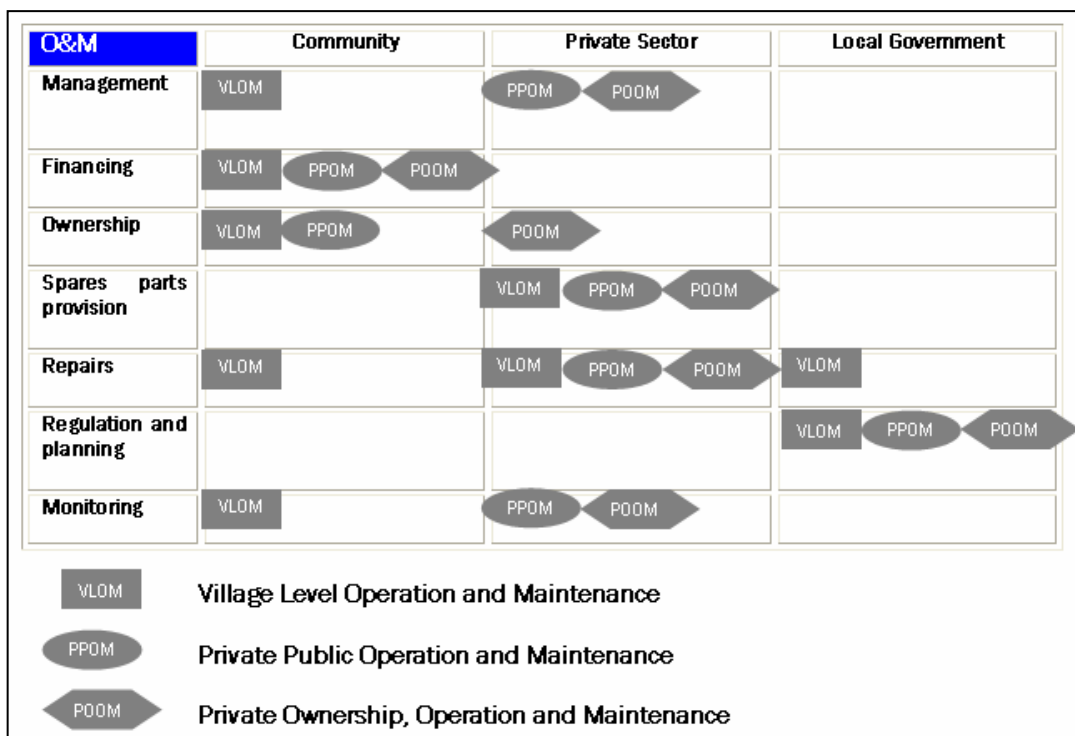 O&M Community Private Sector Local Government
Management VLOM PPOM POOM
Financing VLOM PPOM POOM
Ownership VLOM PPOM POOM
Spares parts
provision VLOM PPOM POOM
Repairs VLOM VLOM PPOM POOM VLOM
Regulation and
planning VLOM PPOM POOM
Monitoring VLOM PPOM POOM
VLOM Village Level Operation and Maintenance
PPOM Private Public Operation and Maintenance
POOM Private Ownership, Operation and Maintenance